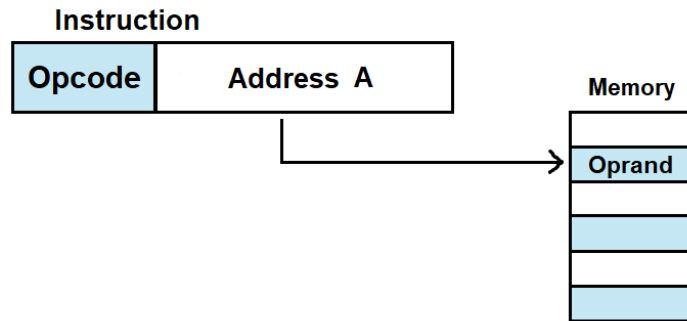 Instruction
Opcode
Address A
Memory
Oprand